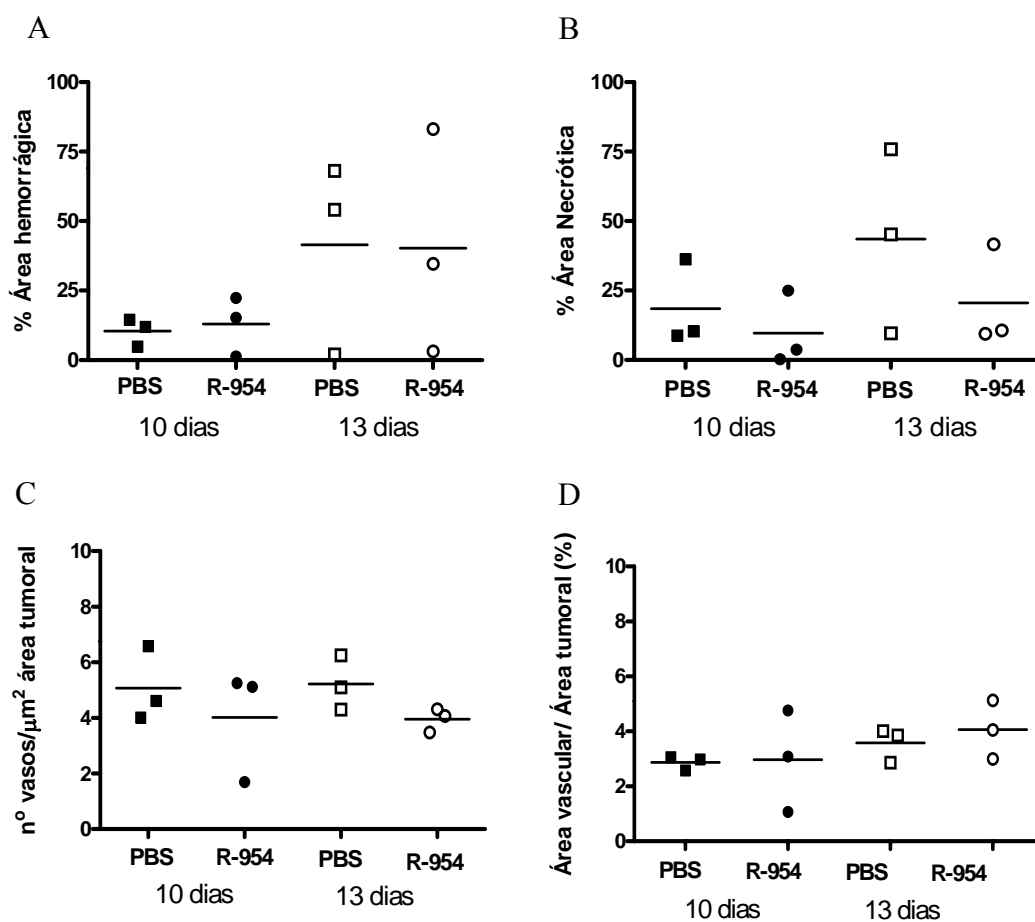 A
% Área hemorrágica
100
75
50
25
0
PBS R-954 PBS R-954
10 dias 13 dias
B
% Área Necrótica
100
75
50
25
0
PBS R-954 PBS R-954
10 dias 13 dias
C
nº vasos/μm² área tumoral
10
8
6
4
2
0
PBS R-954 PBS R-954
10 dias 13 dias
D
Área vascular/ Área tumoral (%)
10
8
6
4
2
0
PBS R-954 PBS R-954
10 dias 13 dias